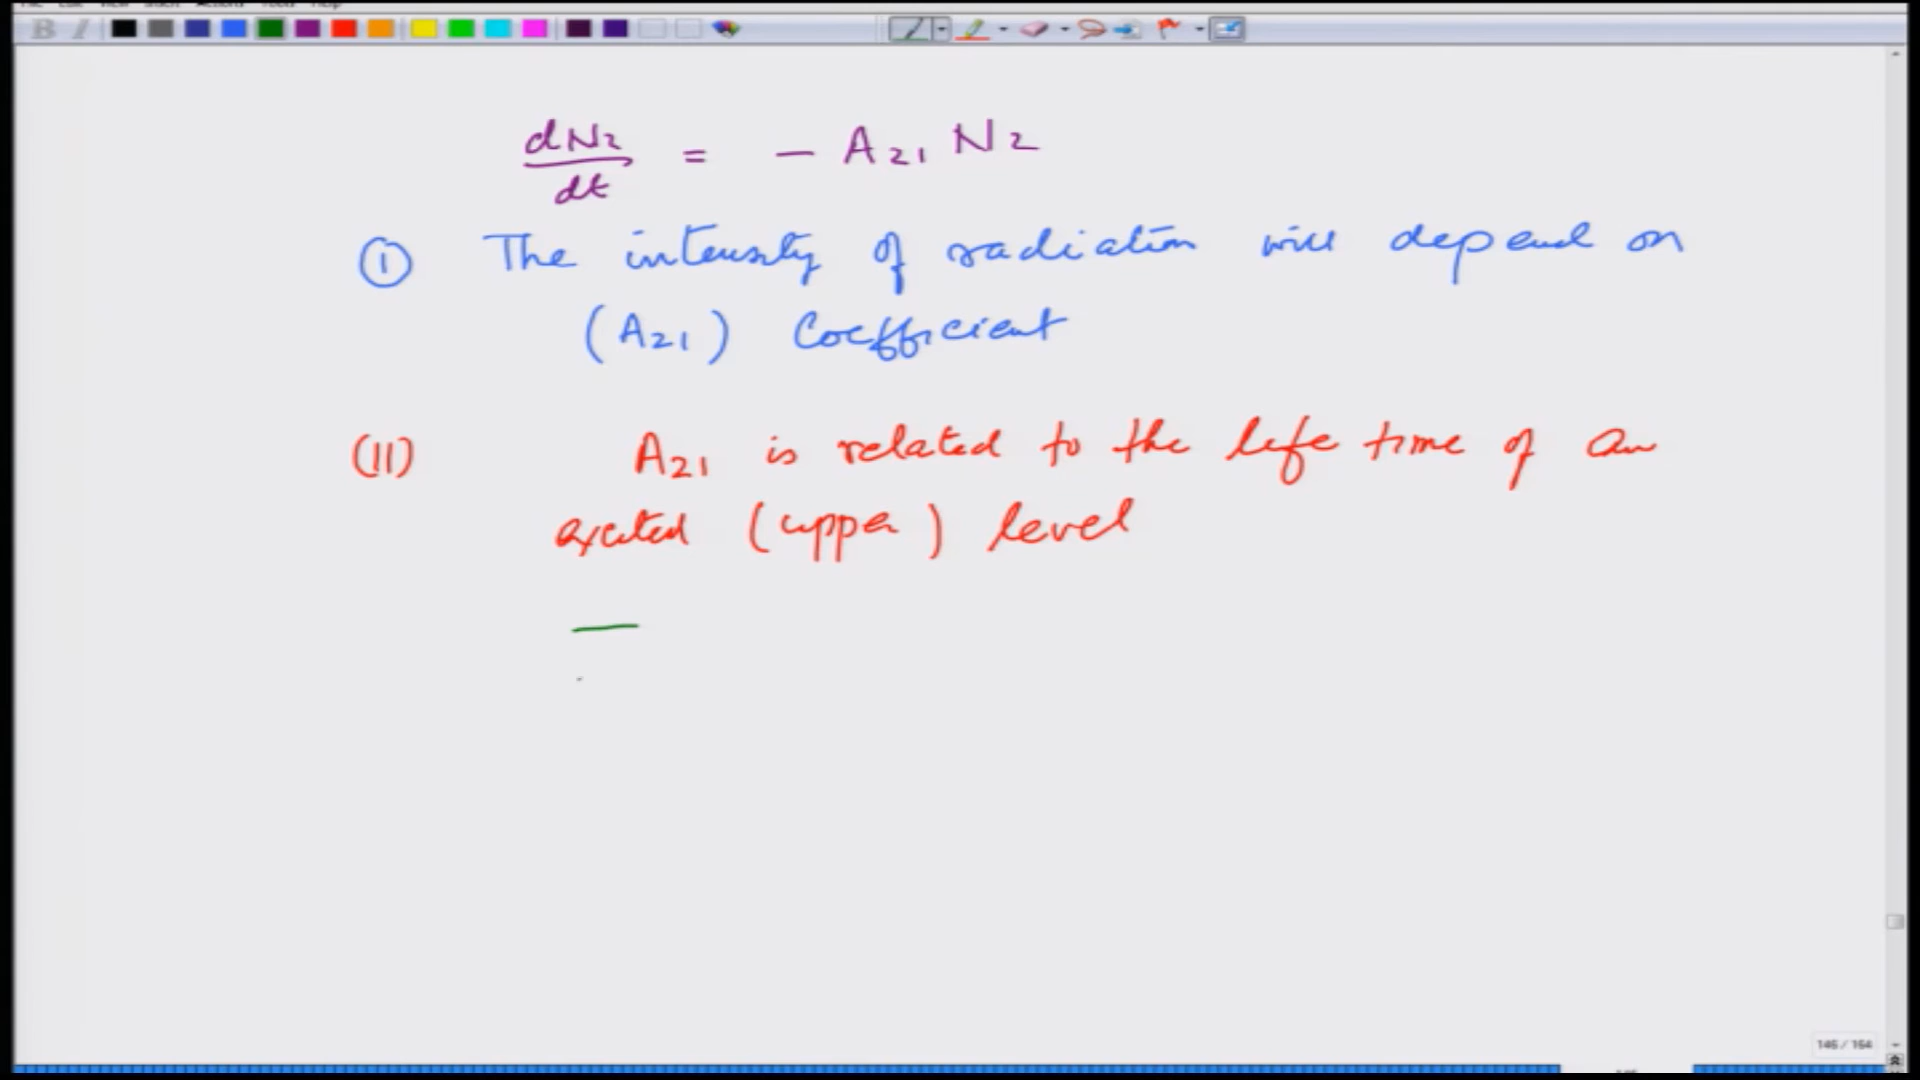 dN2/dt = - A21 N2
① The intensity of radiation will depend on
(A21) Coefficient
(II) A21 is related to the life time of an
excited (upper) level
146 / 164